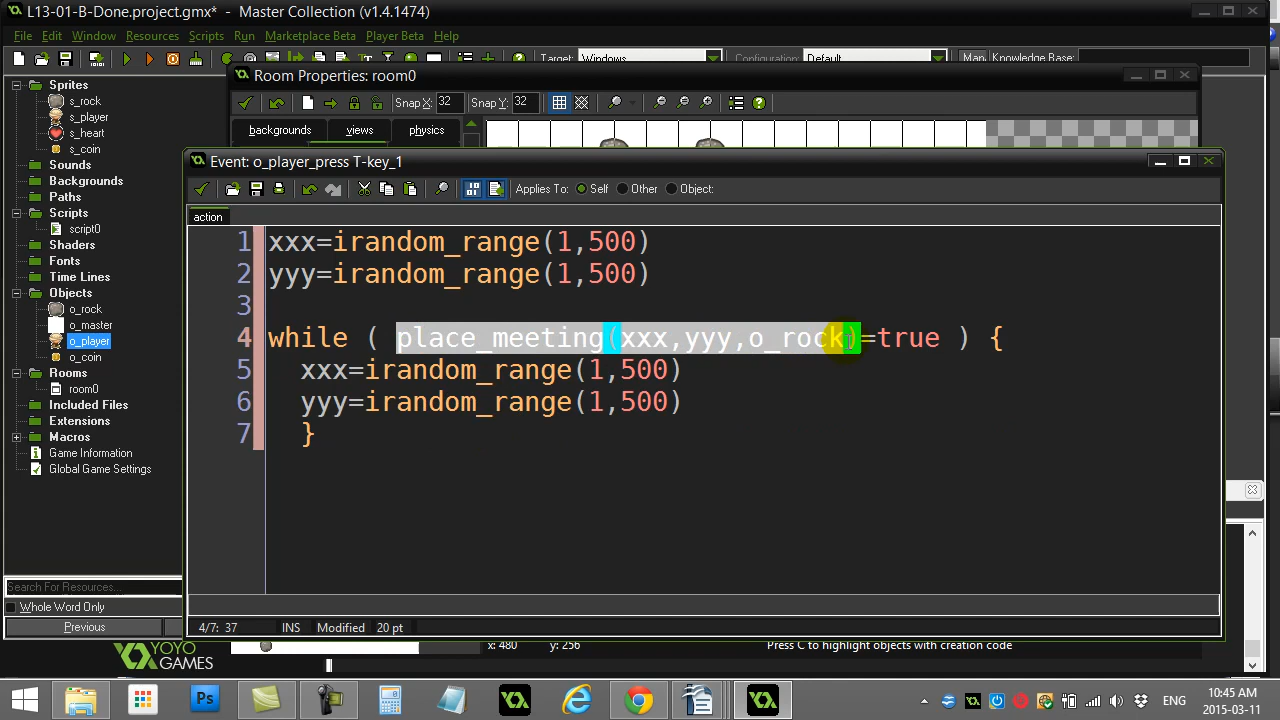 L13-01-B-Done.project.gmx* - Master Collection (v1.4.1474)
File Edit Window Resources Scripts Run Marketplace Beta Player Beta Help
Target: Windows Configuration: Default Man Knowledge Base:
Sprites
s_rock
s_player
s_heart
s_coin
Sounds
Backgrounds
Paths
Scripts
script0
Shaders
Fonts
Time Lines
Objects
o_rock
o_master
o_player
o_coin
Rooms
room0
Included Files
Extensions
Macros
Game Information
Global Game Settings
Search For Resources...
Whole Word Only
Previous
Room Properties: room0
Snap X: 32 Snap Y: 32
backgrounds views physics
Event: o_player_press T-key_1
Applies To: Self Other Object:
action
1 xxx=irandom_range(1,500)
2 yyy=irandom_range(1,500)
3
4 while ( place_meeting(xxx,yyy,o_rock)=true ) {
5 xxx=irandom_range(1,500)
6 yyy=irandom_range(1,500)
7 }
4/7: 37 INS Modified 20 pt
YOYO GAMES
x: 480 y: 256 Press C to highlight objects with creation code
Ps
ENG
10:45 AM
2015-03-11